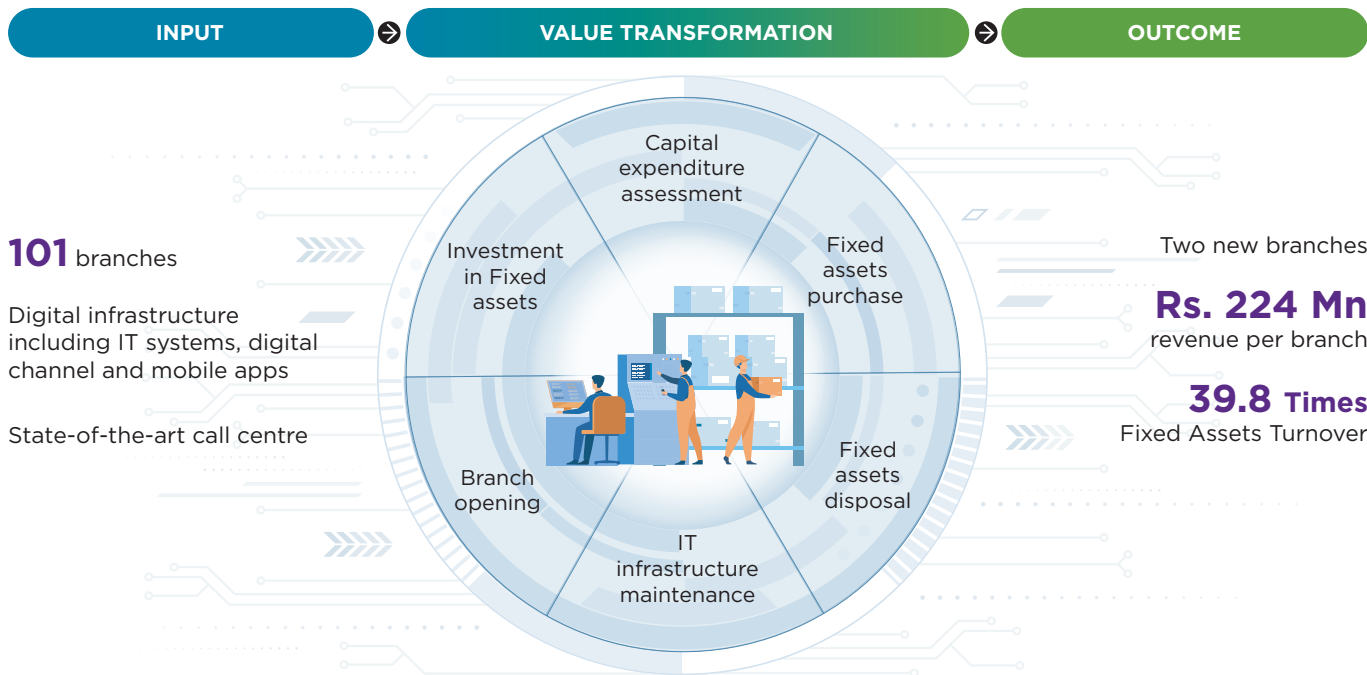 INPUT
VALUE TRANSFORMATION
OUTCOME
101 branches
Digital infrastructure
including IT systems, digital
channel and mobile apps
State-of-the-art call centre
Capital
expenditure
assessment
Fixed
assets
purchase
Fixed
assets
disposal
IT
infrastructure
maintenance
Branch
opening
Investment
in Fixed
assets
Two new branches
Rs. 224 Mn
revenue per branch
39.8 Times
Fixed Assets Turnover